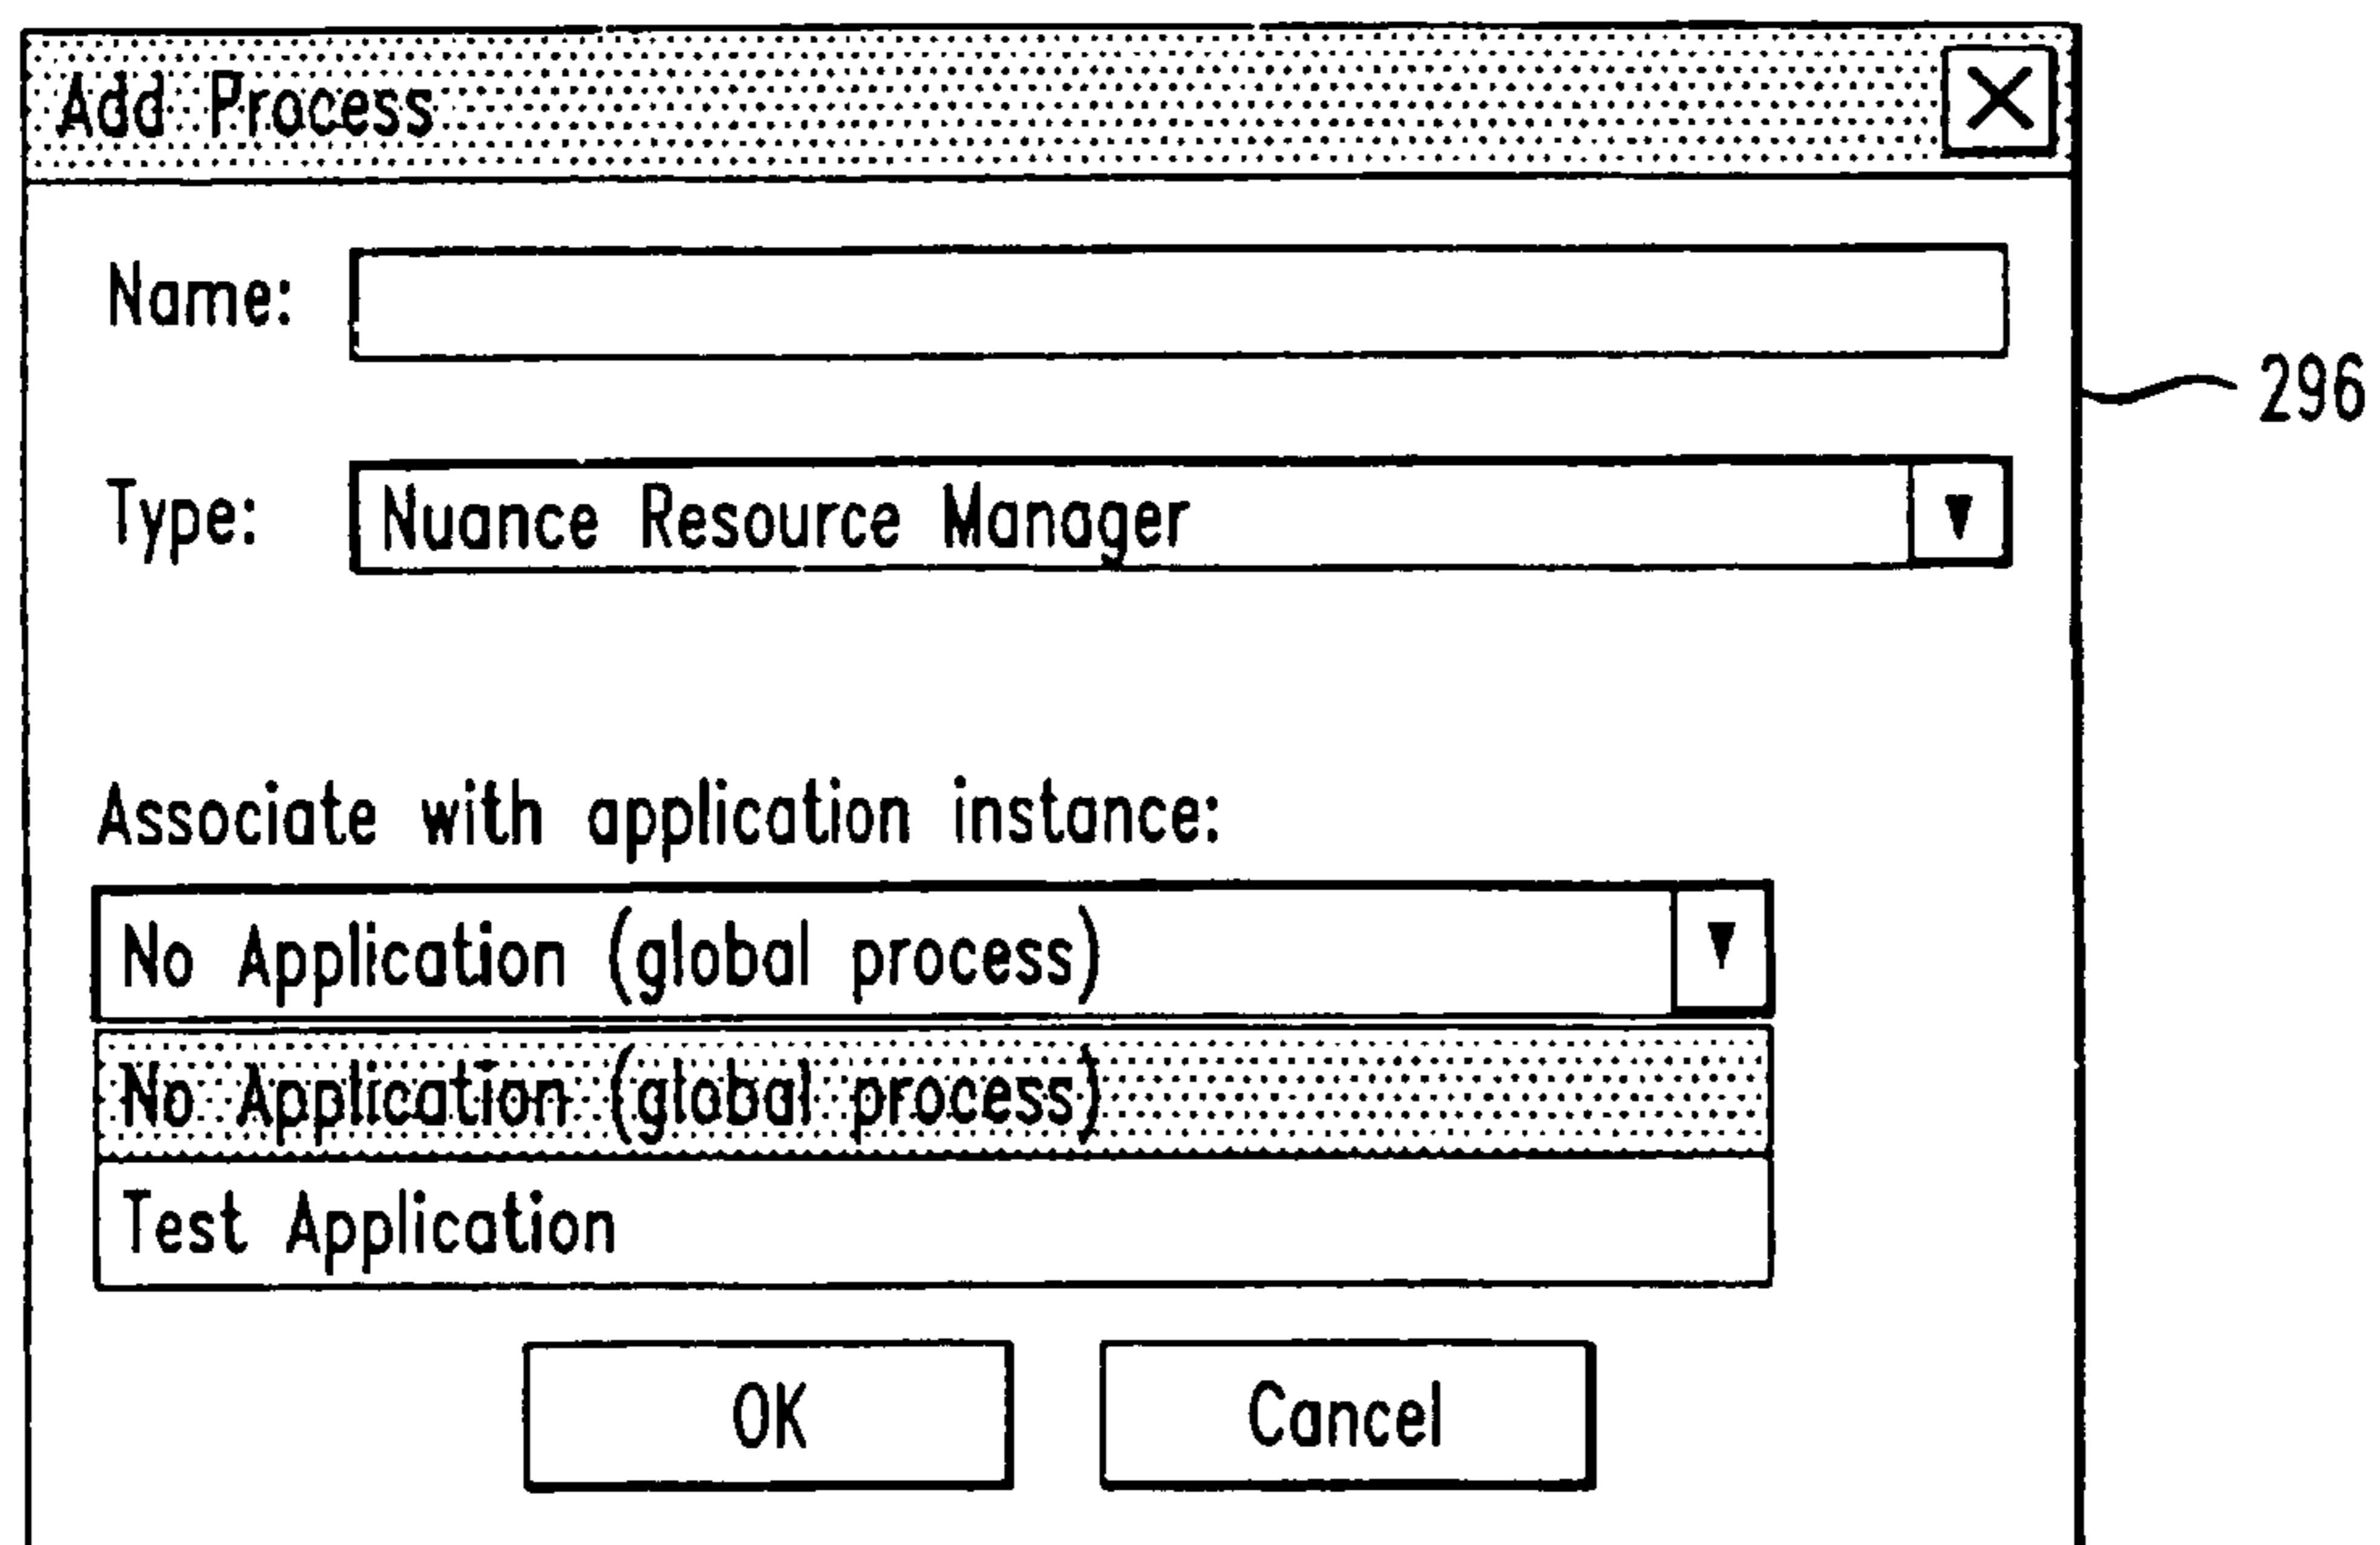 Add Process
Name:
296
Type: Nuance Resource Manager
Associate with application instance:
No Application (global process)
No Application (global process)
Test Application
OK Cancel